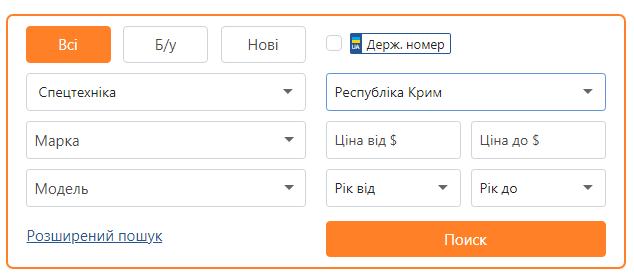 Всі Б/у Нові UA Держ. номер
Спецтехніка Республіка Крим
Марка Ціна від $ Ціна до $
Модель Рік від Рік до
Розширений пошук Поиск